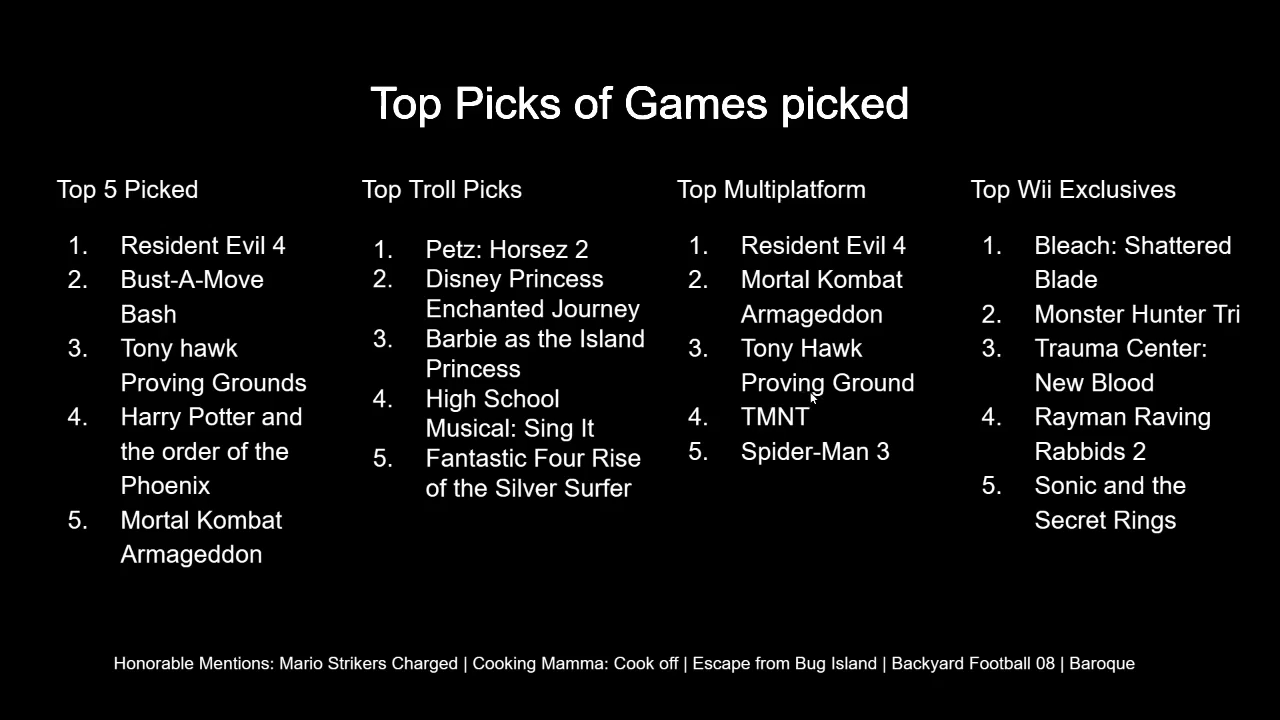 Top Picks of Games picked
Top 5 Picked
1. Resident Evil 4
2. Bust-A-Move
Bash
3. Tony hawk
Proving Grounds
4. Harry Potter and
the order of the
Phoenix
5. Mortal Kombat
Armageddon
Top Troll Picks
1. Petz: Horsez 2
2. Disney Princess
Enchanted Journey
3. Barbie as the Island
Princess
4. High School
Musical: Sing It
5. Fantastic Four Rise
of the Silver Surfer
Top Multiplatform
1. Resident Evil 4
2. Mortal Kombat
Armageddon
3. Tony Hawk
Proving Ground
4. TMNT
5. Spider-Man 3
Top Wii Exclusives
1. Bleach: Shattered
Blade
2. Monster Hunter Tri
3. Trauma Center:
New Blood
4. Rayman Raving
Rabbids 2
5. Sonic and the
Secret Rings
Honorable Mentions: Mario Strikers Charged | Cooking Mamma: Cook off | Escape from Bug Island | Backyard Football 08 | Baroque